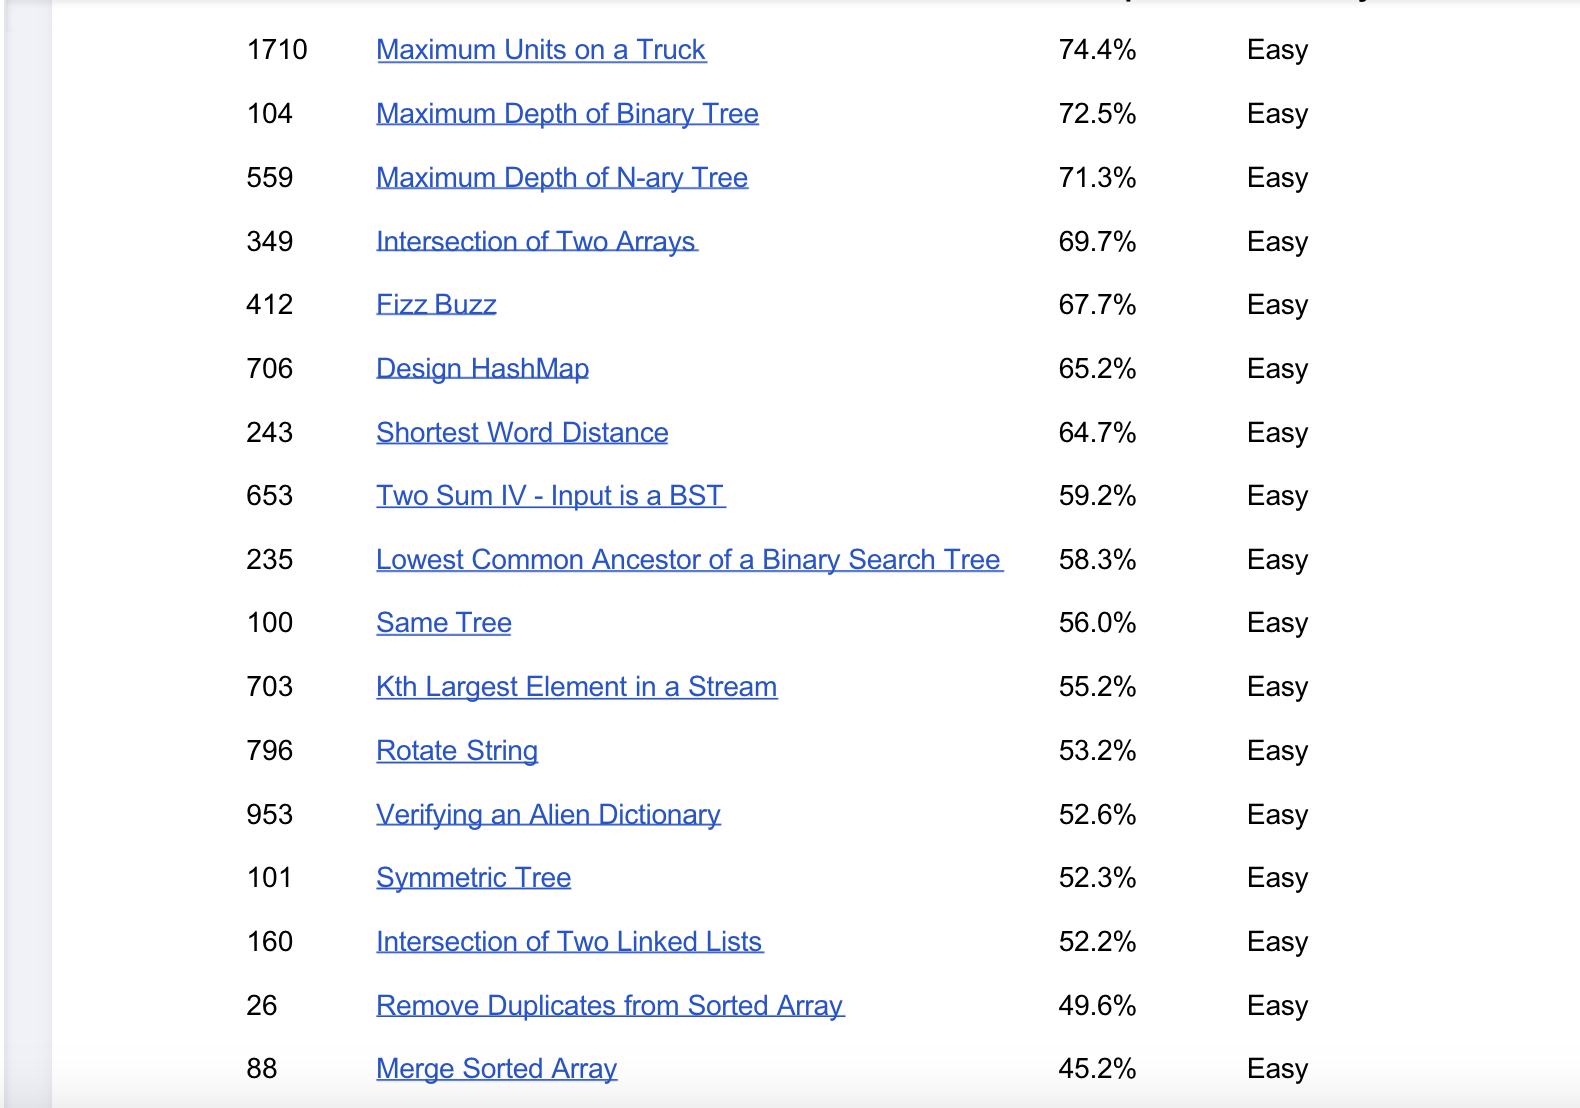 1710 Maximum Units on a Truck 74.4% Easy
104 Maximum Depth of Binary Tree 72.5% Easy
559 Maximum Depth of N-ary Tree 71.3% Easy
349 Intersection of Two Arrays 69.7% Easy
412 Fizz Buzz 67.7% Easy
706 Design HashMap 65.2% Easy
243 Shortest Word Distance 64.7% Easy
653 Two Sum IV - Input is a BST 59.2% Easy
235 Lowest Common Ancestor of a Binary Search Tree 58.3% Easy
100 Same Tree 56.0% Easy
703 Kth Largest Element in a Stream 55.2% Easy
796 Rotate String 53.2% Easy
953 Verifying an Alien Dictionary 52.6% Easy
101 Symmetric Tree 52.3% Easy
160 Intersection of Two Linked Lists 52.2% Easy
26 Remove Duplicates from Sorted Array 49.6% Easy
88 Merge Sorted Array 45.2% Easy